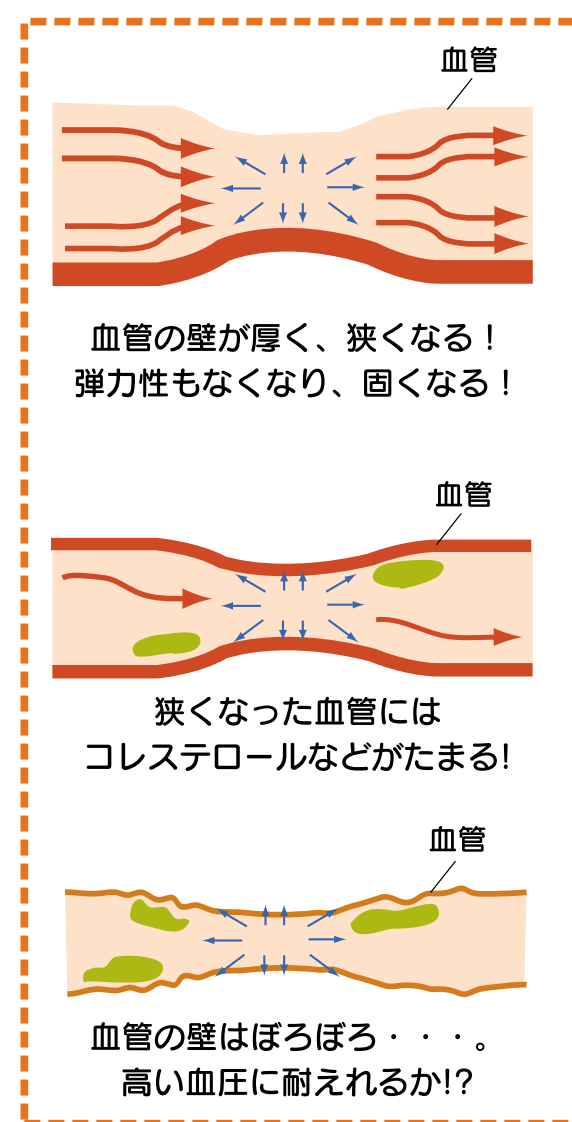 血管
血管の壁が厚く、狭くなる！
弾力性もなくなり、固くなる！
血管
狭くなった血管には
コレステロールなどがたまる!
血管
血管の壁はぼろぼろ・・・。
高い血圧に耐えれるか!?